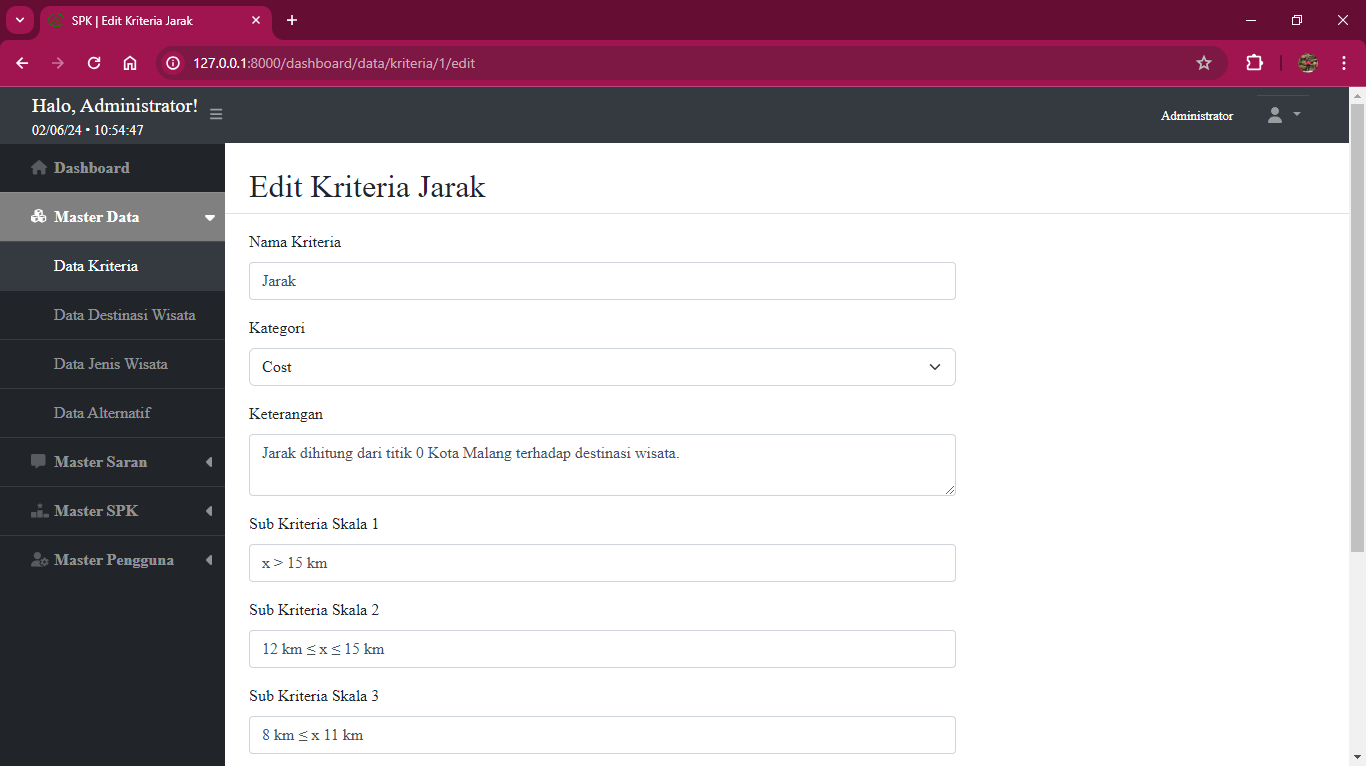 SPK | Edit Kriteria Jarak
127.0.0.1:8000/dashboard/data/kriteria/1/edit
Halo, Administrator!
02/06/24 • 10:54:47
Administrator
Dashboard
Master Data
Data Kriteria
Data Destinasi Wisata
Data Jenis Wisata
Data Alternatif
Master Saran
Master SPK
Master Pengguna
Edit Kriteria Jarak
Nama Kriteria
Jarak
Kategori
Cost
Keterangan
Jarak dihitung dari titik 0 Kota Malang terhadap destinasi wisata.
Sub Kriteria Skala 1
x > 15 km
Sub Kriteria Skala 2
12 km ≤ x ≤ 15 km
Sub Kriteria Skala 3
8 km ≤ x 11 km